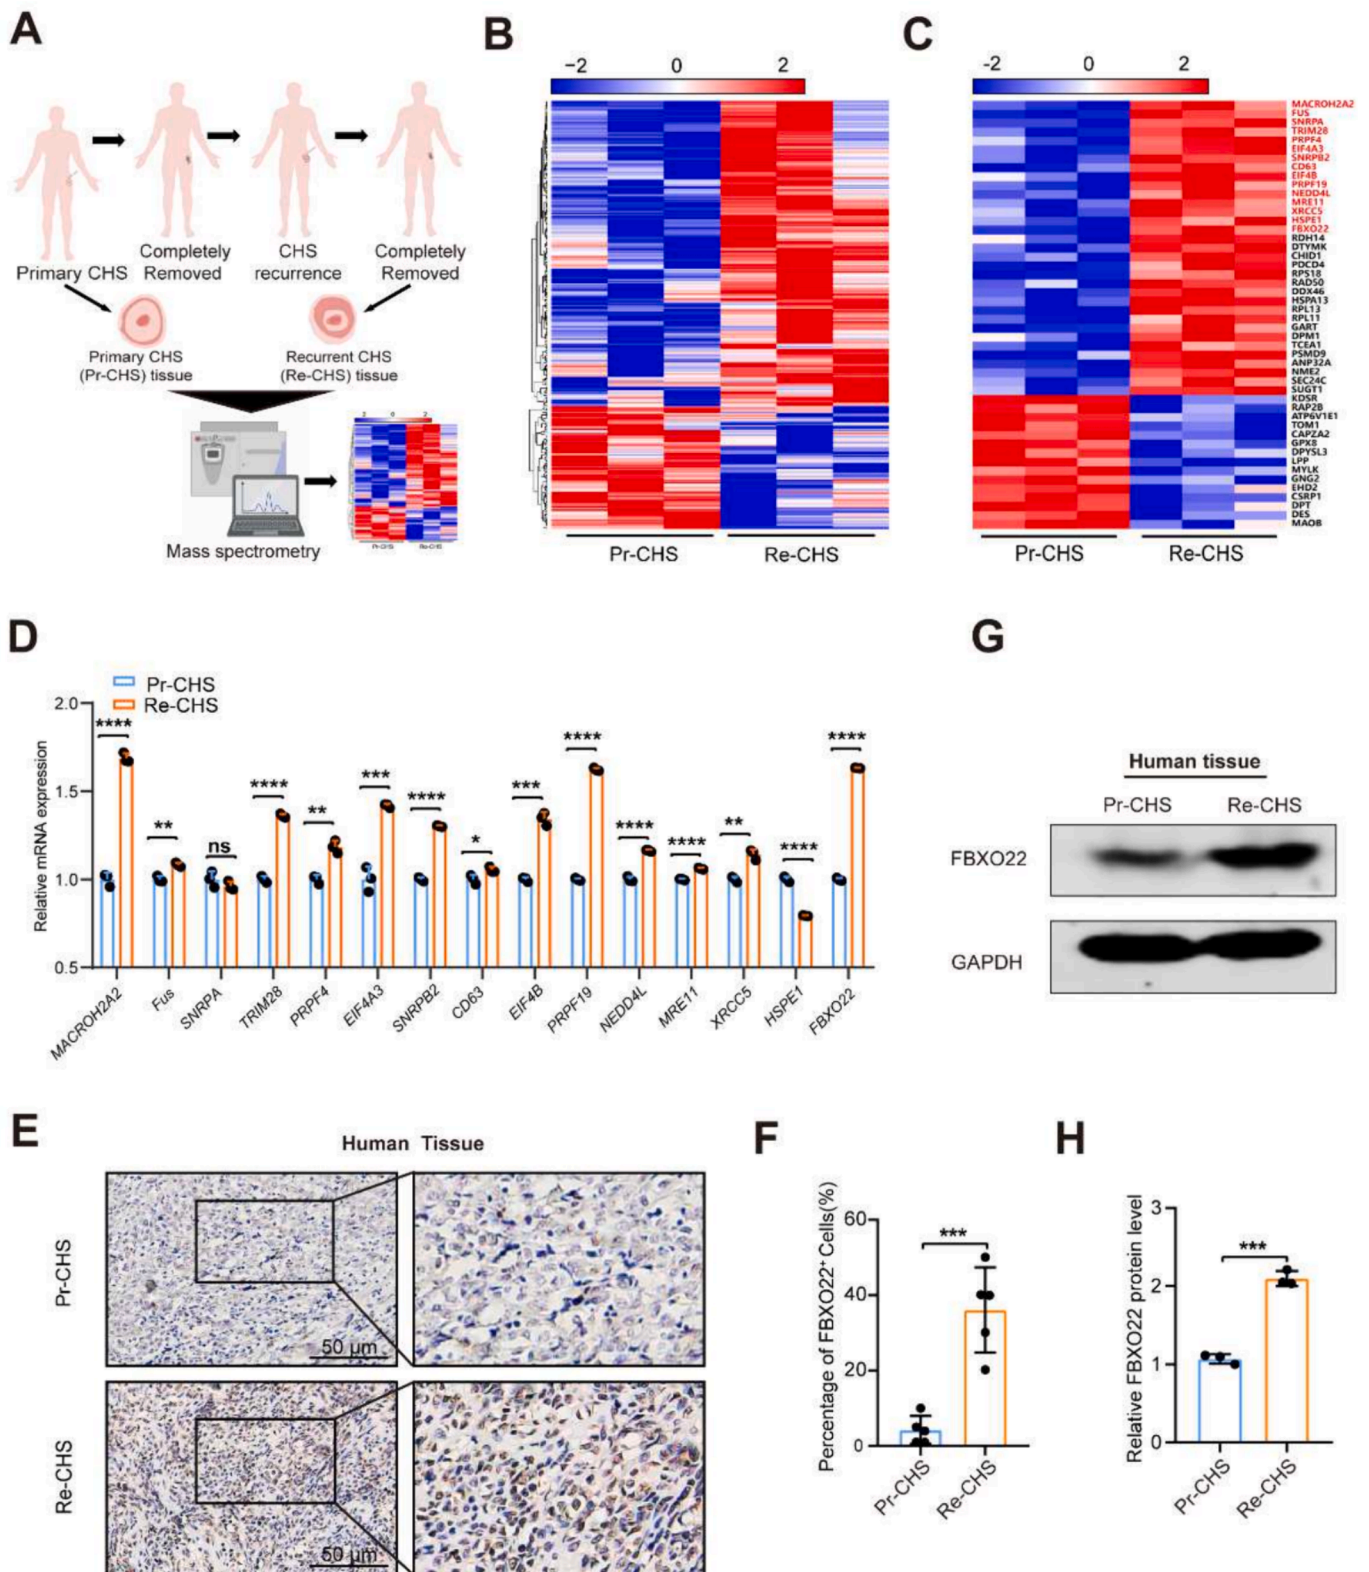 A
Primary CHS
Completely
Removed
CHS
recurrence
Completely
Removed
Primary CHS
(Pr-CHS) tissue
Recurrent CHS
(Re-CHS) tissue
2 0 2
Pr-CHS Re-CHS
Mass spectrometry
B
−2 0 2
Pr-CHS Re-CHS
C
-2 0 2
MACROH2A2
FUS
SNRPA
TRIM28
PRPF4
EIF4A3
SNRPB2
CD63
EIF4B
PRPF19
NEDD4L
MRE11
XRCC5
HSPE1
FBXO22
RDH14
DTYMK
CHID1
PDCD4
RPS18
RAD50
DDX46
HSPA13
RPL13
RPL11
GART
DPM1
TCEA1
PSMD9
ANP32A
NME2
SEC24C
SUGT1
KDSR
RAP2B
ATP6V1E1
TOM1
CAPZA2
GPX8
DPYSL3
LPP
MYLK
GNG2
EHD2
CSRP1
DPT
DES
MAOB
Pr-CHS Re-CHS
D
Pr-CHS
Re-CHS
Relative mRNA expression
2.0
1.5
1.0
0.5
**** ** ns **** ** *** **** * *** **** **** **** ** **** ****
MACROH2A2 Fus SNRPA TRIM28 PRPF4 EIF4A3 SNRPB2 CD63 EIF4B PRPF19 NEDD4L MRE11 XRCC5 HSPE1 FBXO22
G
Human tissue
Pr-CHS Re-CHS
FBXO22
GAPDH
E
Human Tissue
Pr-CHS
50 μm
Re-CHS
50 μm
F
Percentage of FBXO22+ Cells(%)
60
40
20
0
***
Pr-CHS Re-CHS
H
Relative FBXO22 protein level
3
2
1
0
***
Pr-CHS Re-CHS